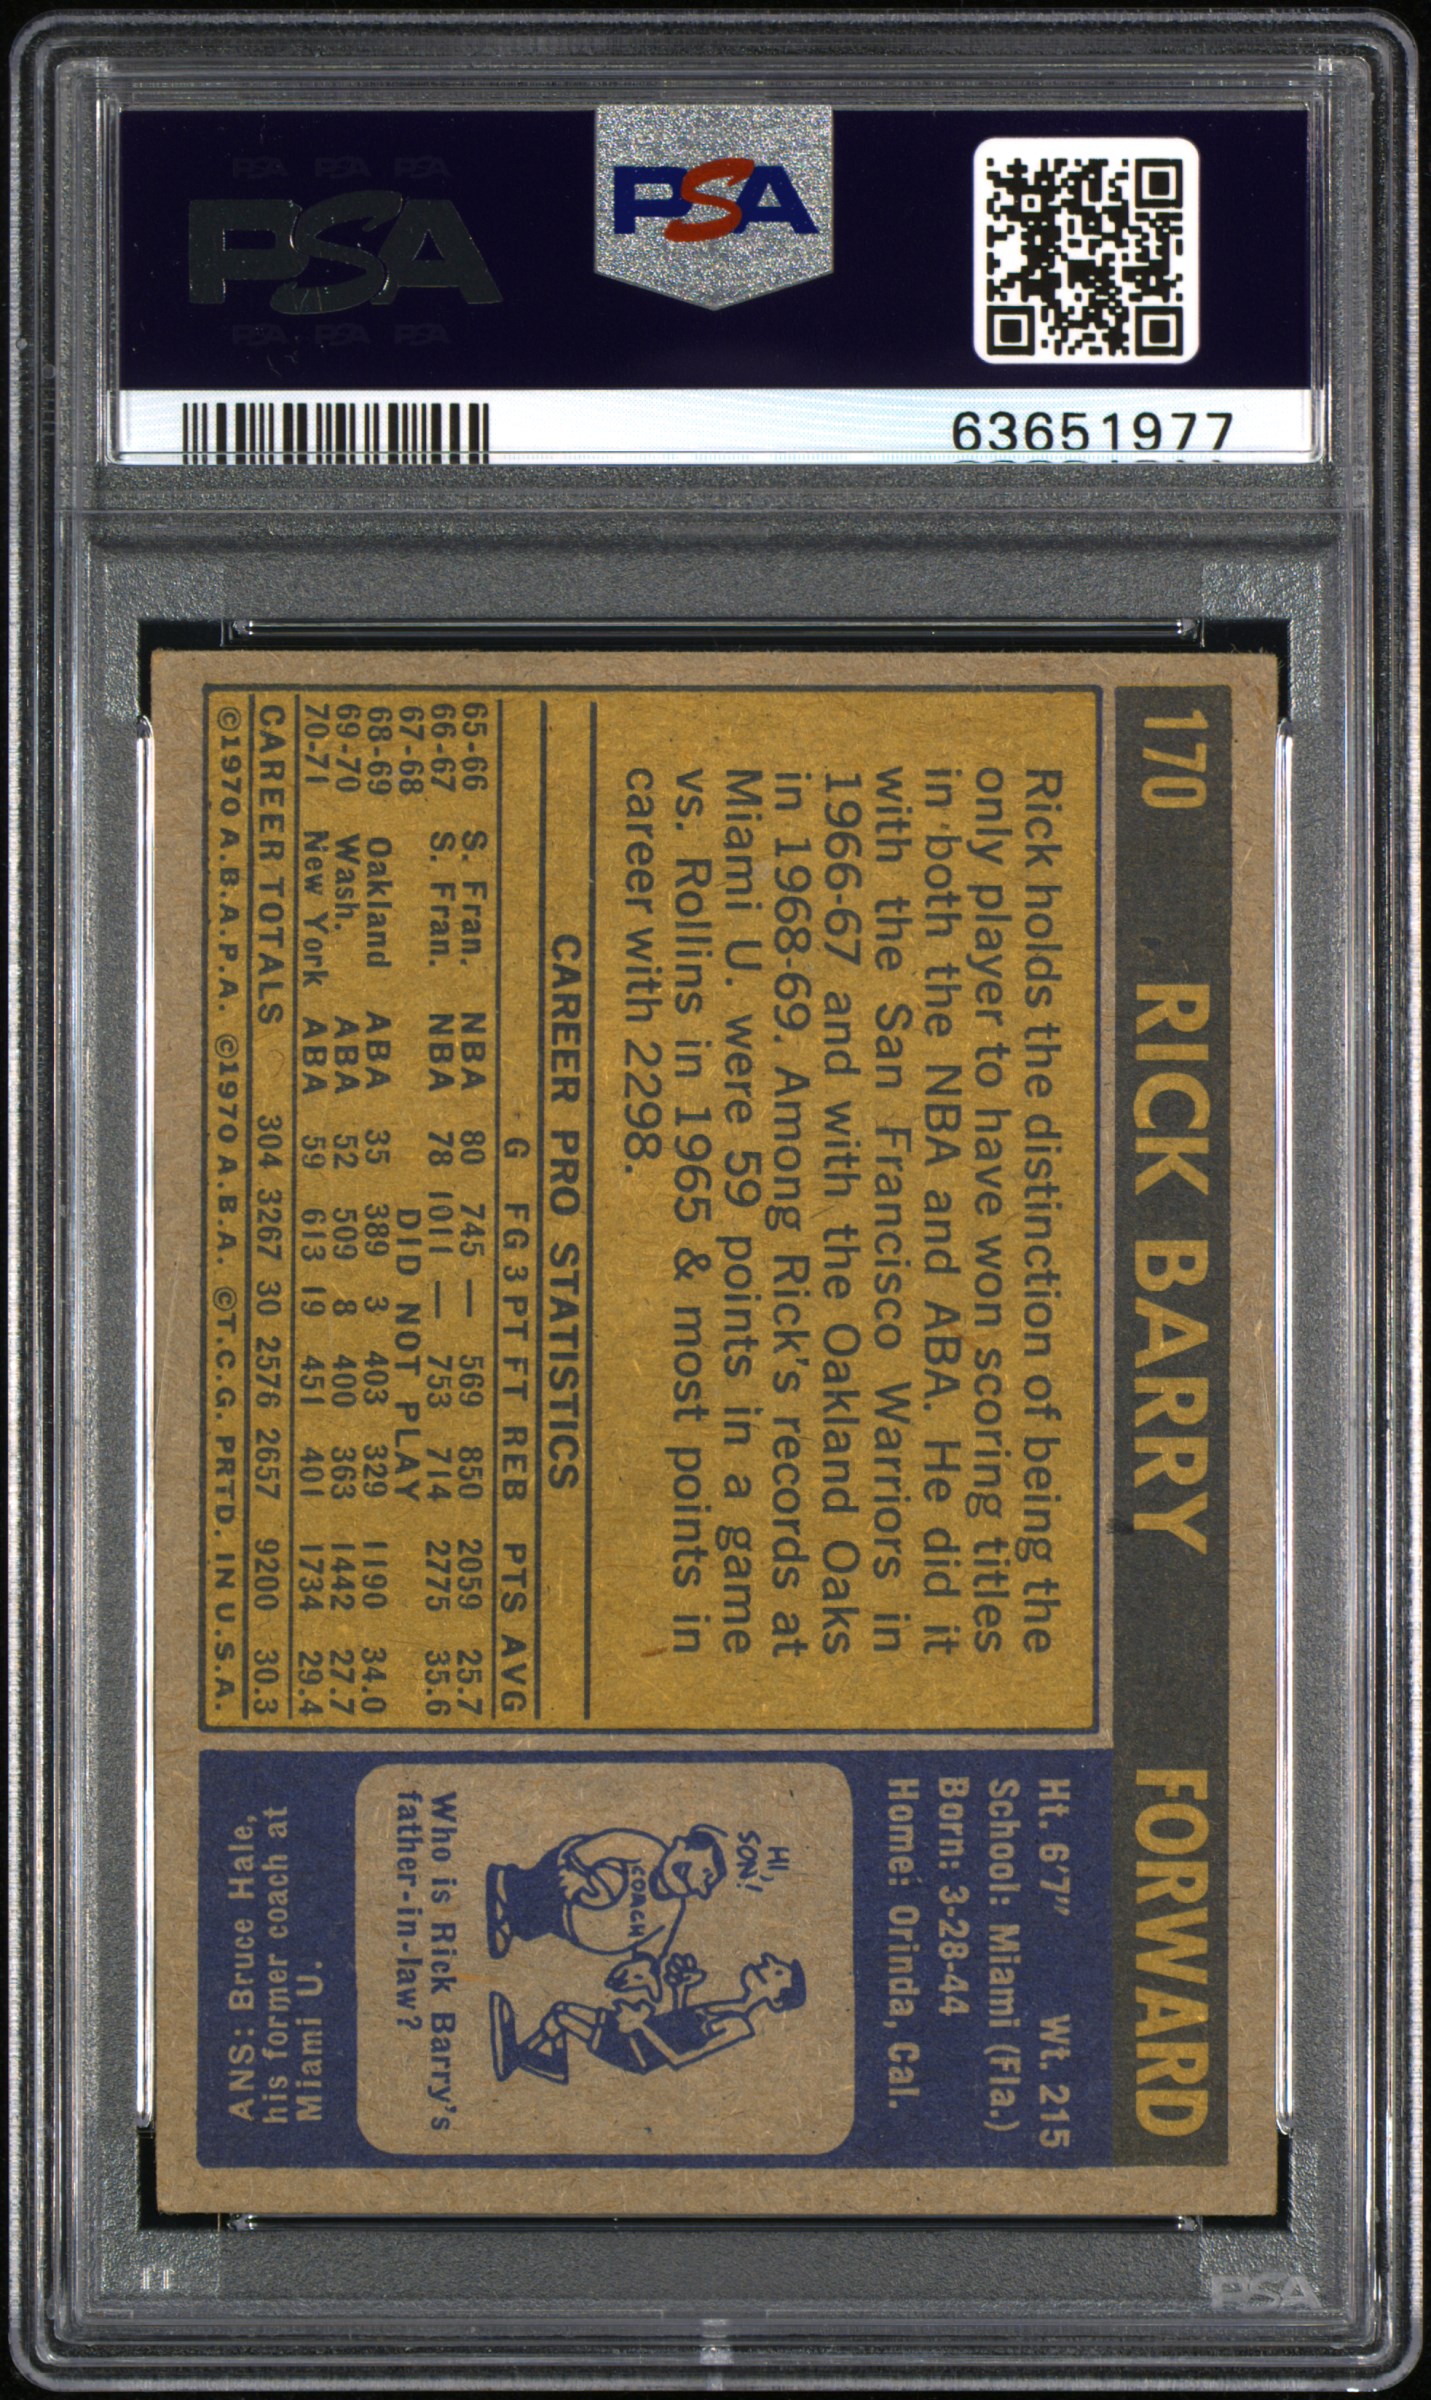 PSA PSA PSA
PSA
PSA PSA PSA
PSA
63651977
170 RICK BARRY FORWARD
Rick holds the distinction of being the
only player to have won scoring titles
in both the NBA and ABA. He did it
with the San Francisco Warriors in
1966-67 and with the Oakland Oaks
in 1968-69. Among Rick's records at
Miami U. were 59 points in a game
vs. Rollins in 1965 & most points in
career with 2298.
CAREER PRO STATISTICS
G FG 3PT FT REB PTS AVG
65-66 S. Fran. NBA 80 745 — 569 850 2059 25.7
66-67 S. Fran. NBA 78 1011 — 753 714 2775 35.6
67-68 DID NOT PLAY
68-69 Oakland ABA 35 389 3 403 329 1190 34.0
69-70 Wash. ABA 52 509 8 400 363 1442 27.7
70-71 New York ABA 59 613 19 451 401 1734 29.4
CAREER TOTALS 304 3267 30 2576 2657 9200 30.3
©1970 A.B.A.P.A. ©1970 A.B.A. ©T.C.G. PRTD. IN U.S.A.
Ht. 6'7" Wt. 215
School: Miami (Fla.)
Born: 3-28-44
Home: Orinda, Cal.
HI
SON!
COACH
Who is Rick Barry's
father-in-law?
ANS: Bruce Hale,
his former coach at
Miami U.
PSA